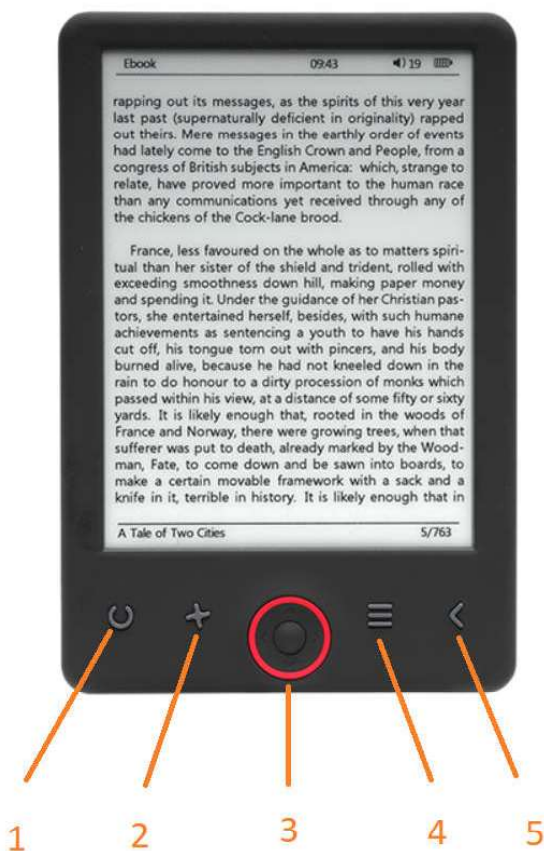 Ebook 09:43 19
rapping out its messages, as the spirits of this very year
last past (supernaturally deficient in originality) rapped
out theirs. Mere messages in the earthly order of events
had lately come to the English Crown and People, from a
congress of British subjects in America: which, strange to
relate, have proved more important to the human race
than any communications yet received through any of
the chickens of the Cock-lane brood.
France, less favoured on the whole as to matters spiri-
tual than her sister of the shield and trident, rolled with
exceeding smoothness down hill, making paper money
and spending it. Under the guidance of her Christian pas-
tors, she entertained herself, besides, with such humane
achievements as sentencing a youth to have his hands
cut off, his tongue torn out with pincers, and his body
burned alive, because he had not kneeled down in the
rain to do honour to a dirty procession of monks which
passed within his view, at a distance of some fifty or sixty
yards. It is likely enough that, rooted in the woods of
France and Norway, there were growing trees, when that
sufferer was put to death, already marked by the Wood-
man, Fate, to come down and be sawn into boards, to
make a certain movable framework with a sack and a
knife in it, terrible in history. It is likely enough that in
A Tale of Two Cities 5/763
1 2 3 4 5